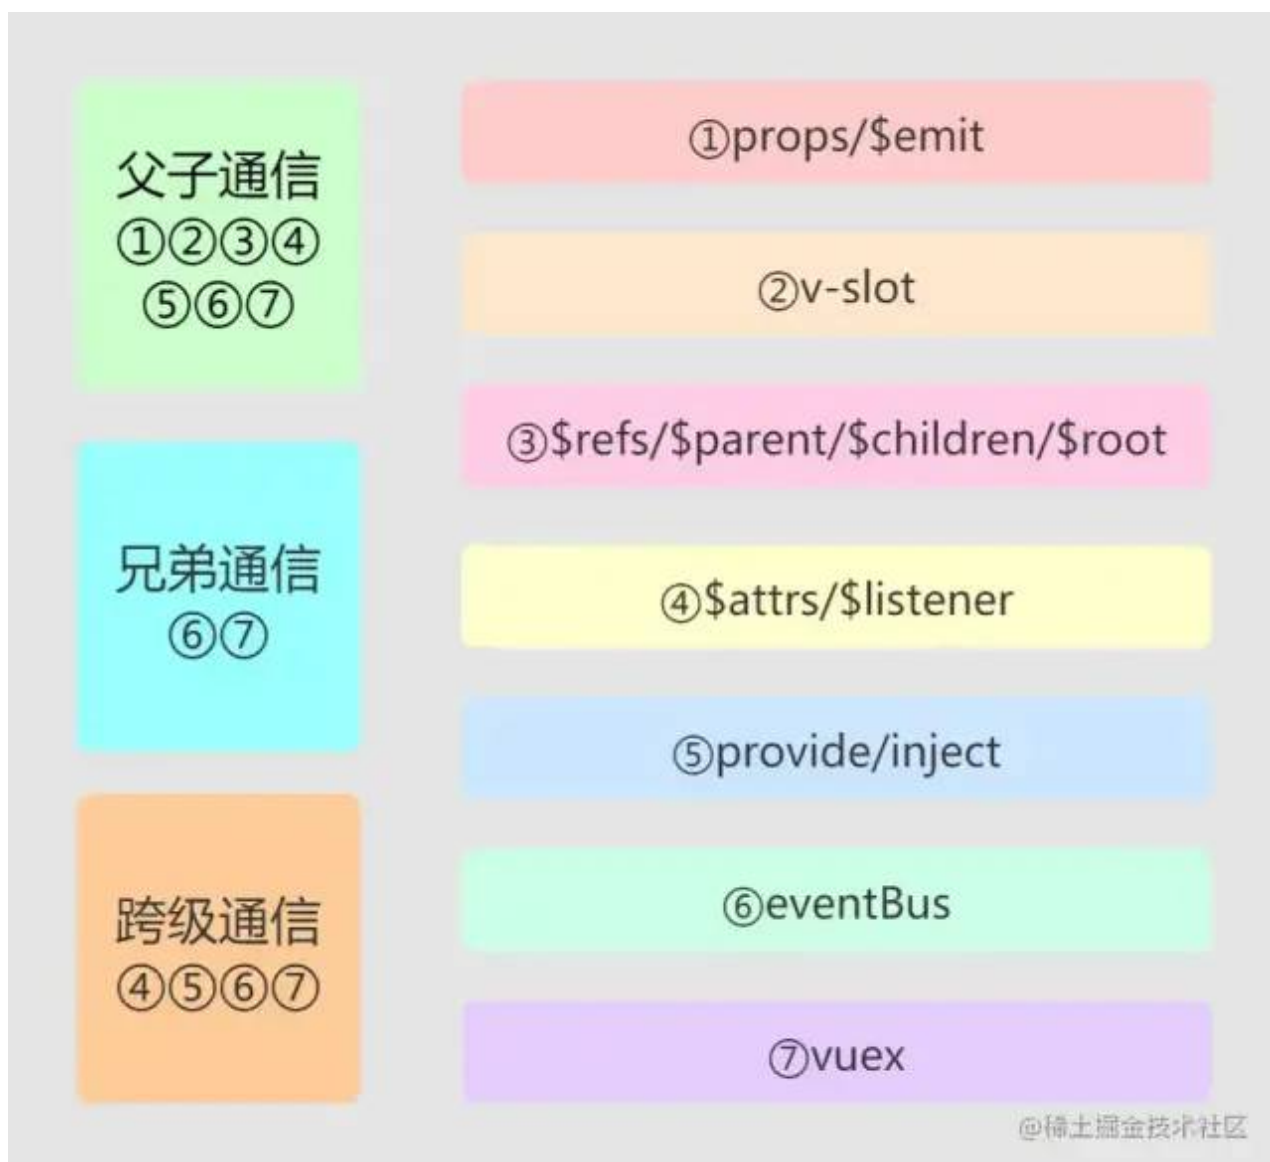 父子通信
①②③④
⑤⑥⑦
兄弟通信
⑥⑦
跨级通信
④⑤⑥⑦
①props/$emit
②v-slot
③$refs/$parent/$children/$root
④$attrs/$listener
⑤provide/inject
⑥eventBus
⑦vuex
@稀土掘金技术社区